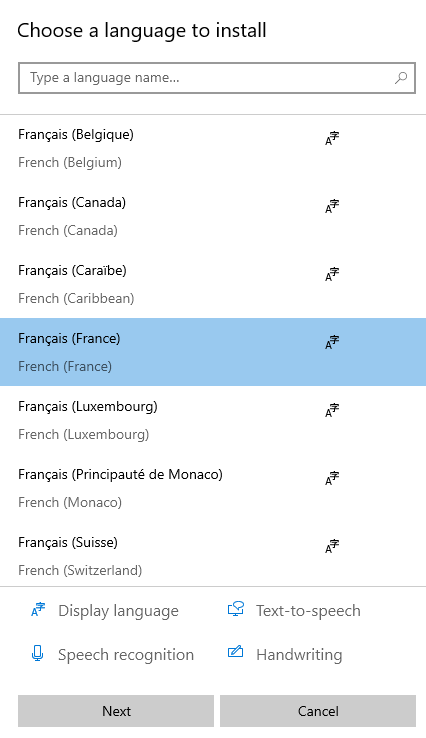 Choose a language to install
Type a language name...
Français (Belgique)
French (Belgium)
Français (Canada)
French (Canada)
Français (Caraïbe)
French (Caribbean)
Français (France)
French (France)
Français (Luxembourg)
French (Luxembourg)
Français (Principauté de Monaco)
French (Monaco)
Français (Suisse)
French (Switzerland)
Display language
Text-to-speech
Speech recognition
Handwriting
Next
Cancel